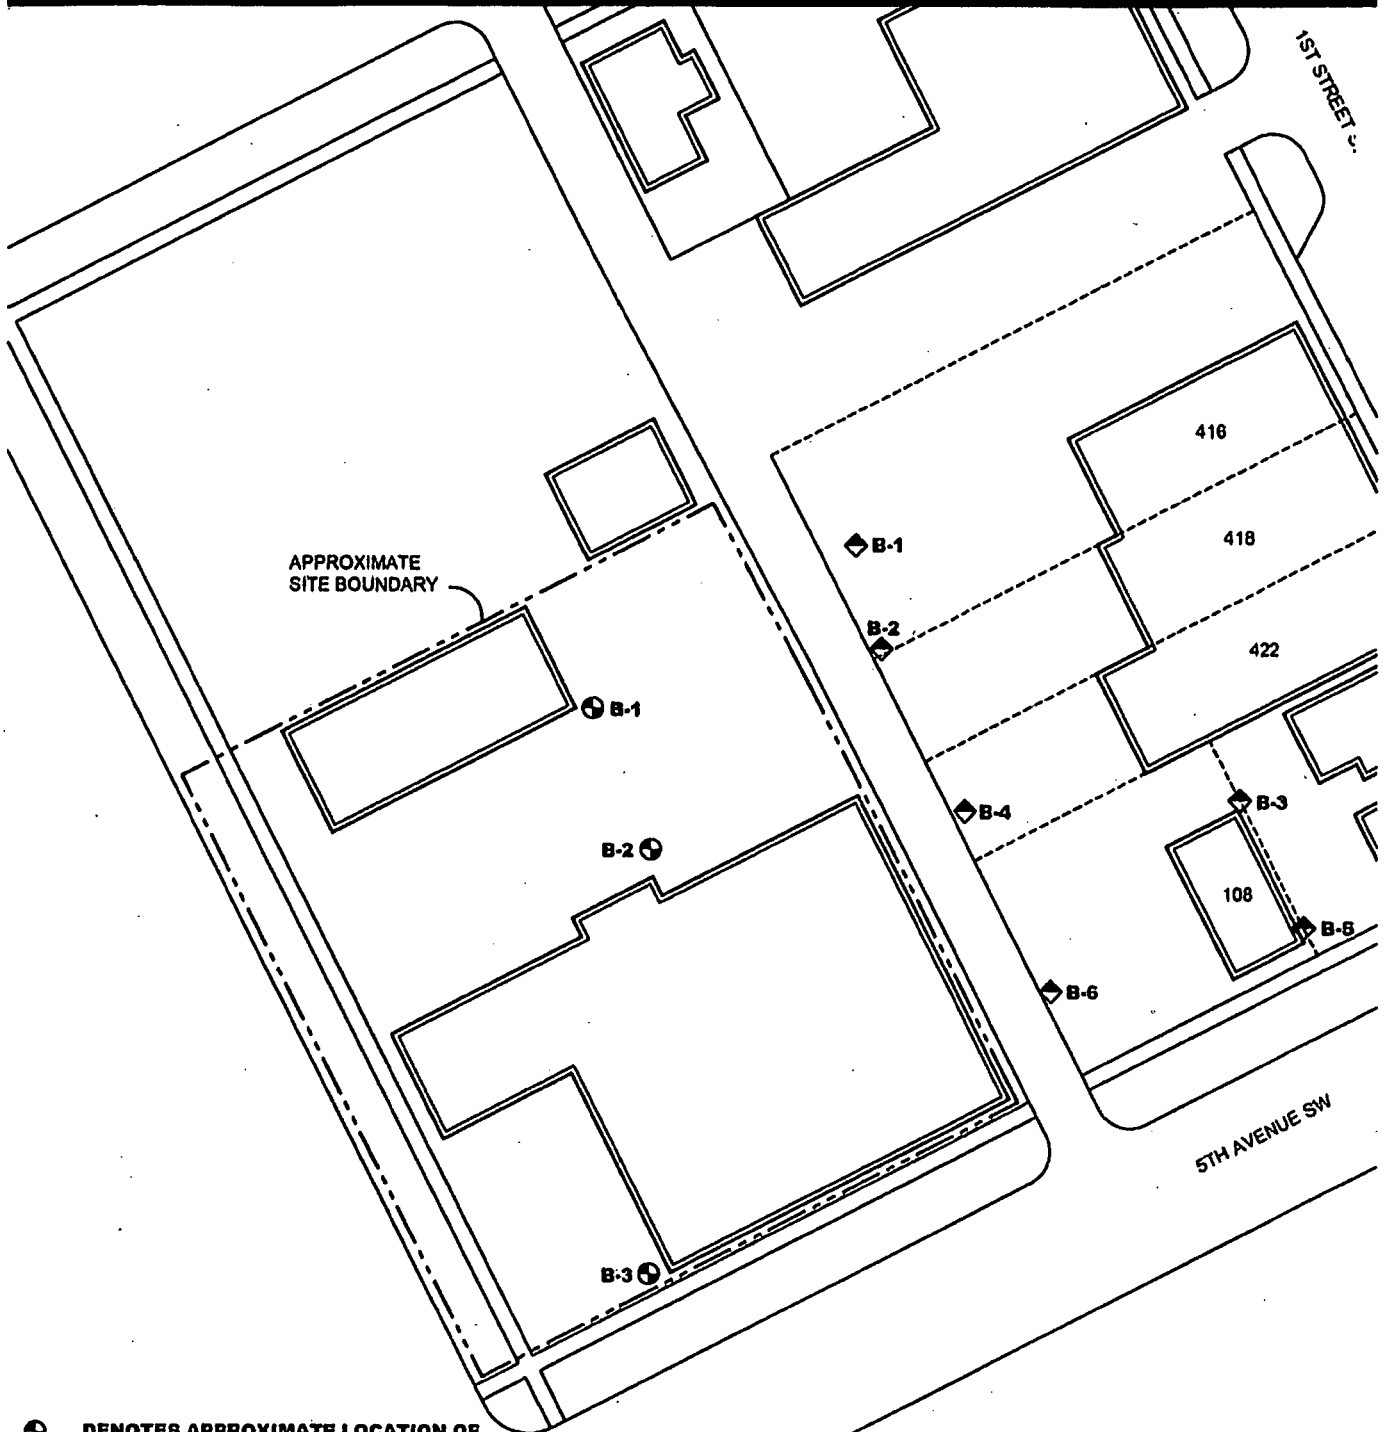 1ST STREET
416
418
APPROXIMATE
SITE BOUNDARY
B-1
B-2
422
B-1
B-3
B-4
B-2
108
B-5
B-6
5TH AVENUE SW
B-3
DENOTES APPROXIMATE LOCATION OF